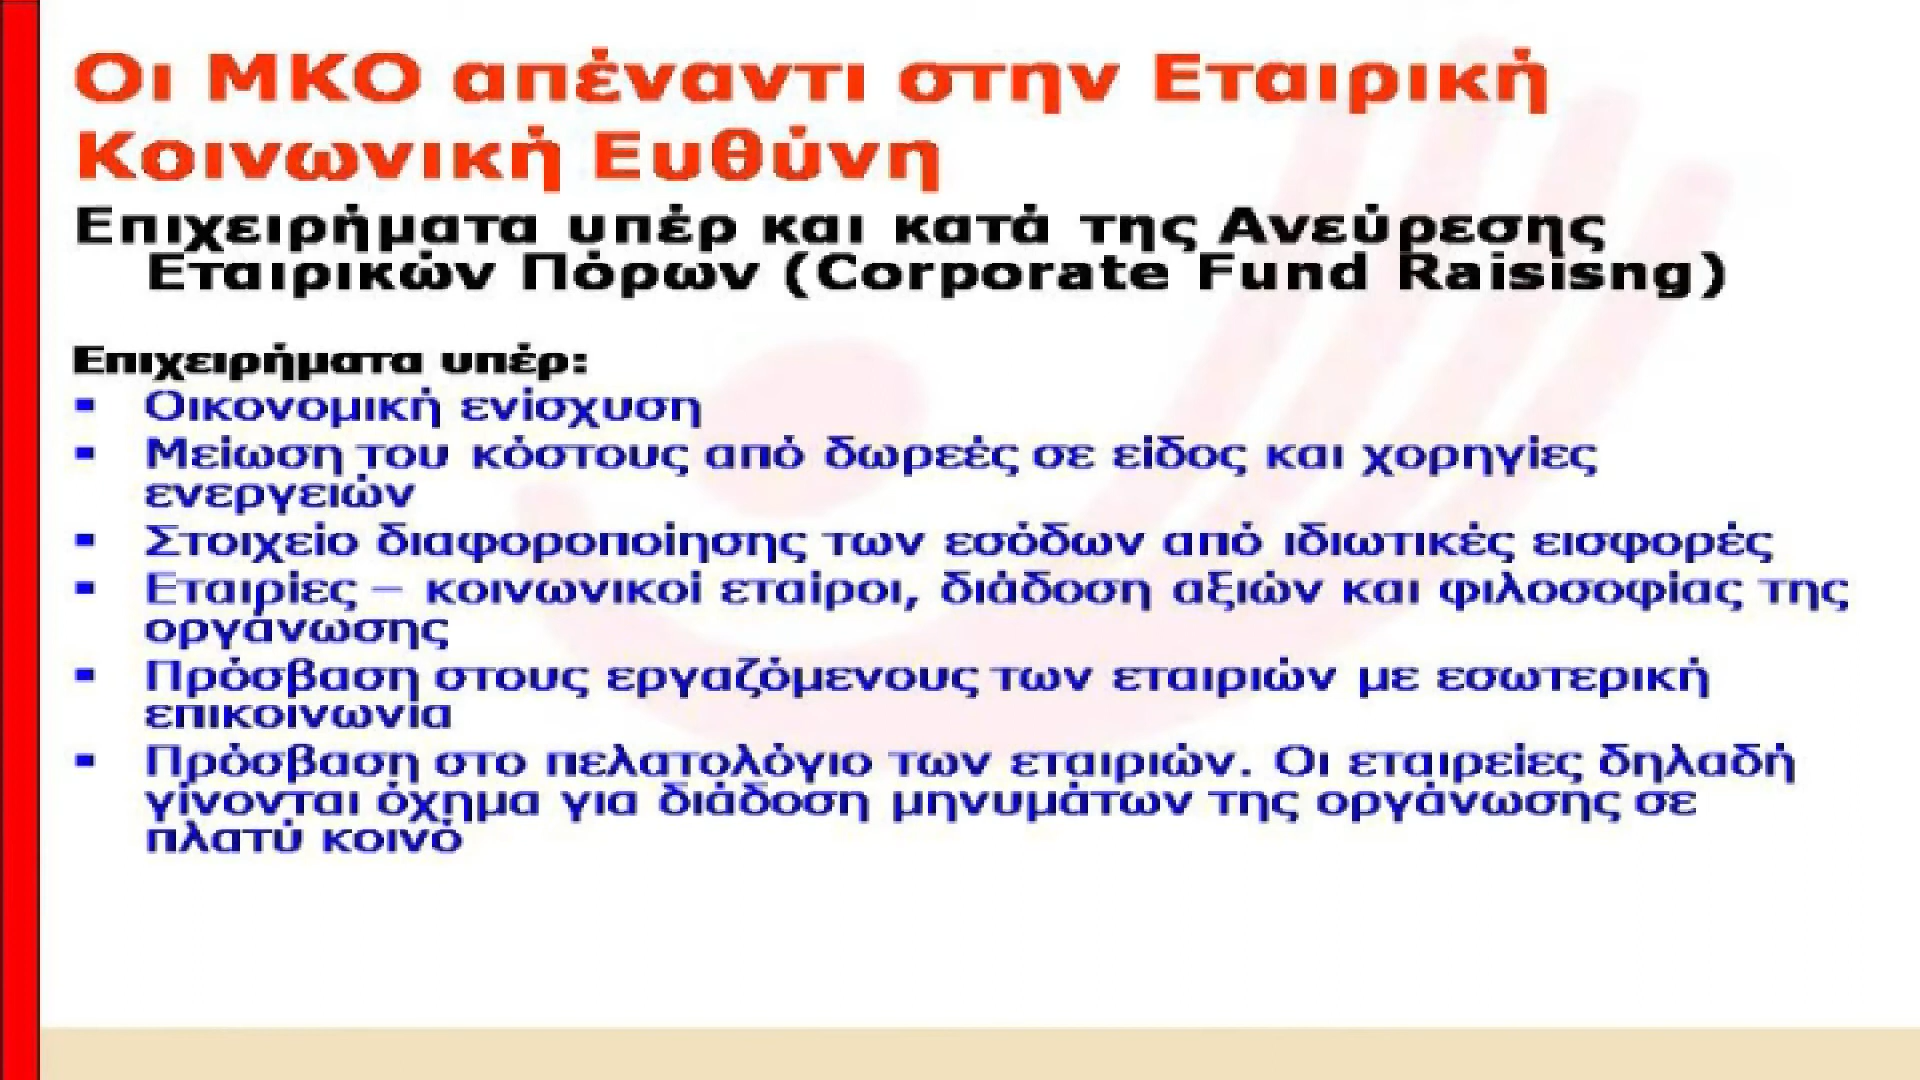 Οι ΜΚΟ απέναντι στην Εταιρική
Κοινωνική Ευθύνη
Επιχειρήματα υπέρ και κατά της Ανεύρεσης
Εταιρικών Πόρων (Corporate Fund Raisisng)
Επιχειρήματα υπέρ:
▪ Οικονομική ενίσχυση
▪ Μείωση του κόστους από δωρεές σε είδος και χορηγίες
ενεργειών
▪ Στοιχείο διαφοροποίησης των εσόδων από ιδιωτικές εισφορές
▪ Εταιρίες – κοινωνικοί εταίροι, διάδοση αξιών και φιλοσοφίας της
οργάνωσης
▪ Πρόσβαση στους εργαζόμενους των εταιριών με εσωτερική
επικοινωνία
▪ Πρόσβαση στο πελατολόγιο των εταιριών. Οι εταιρείες δηλαδή
γίνονται όχημα για διάδοση μηνυμάτων της οργάνωσης σε
πλατύ κοινό